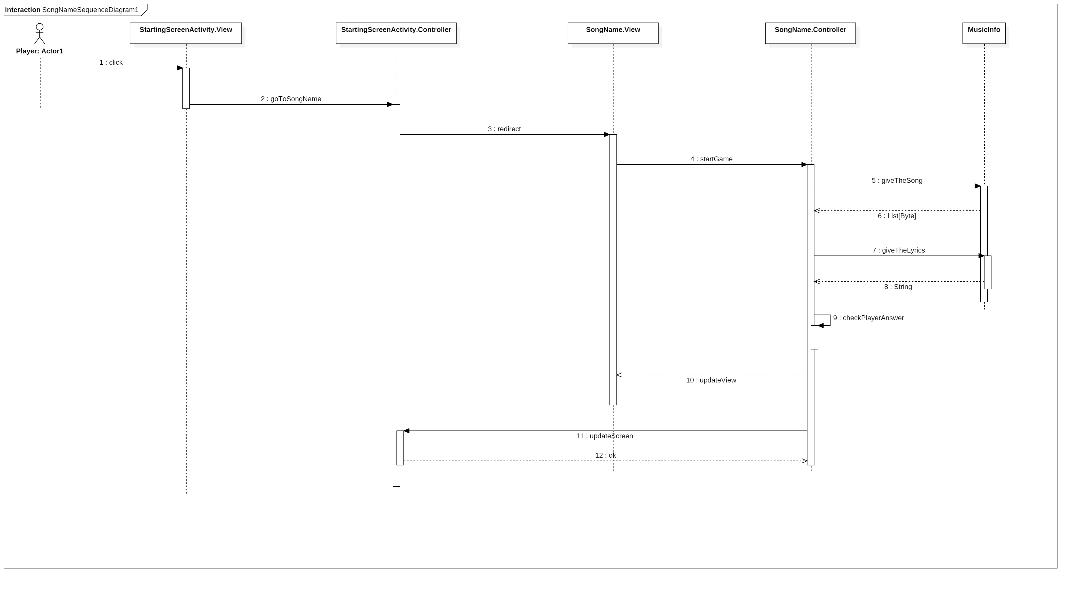 Interaction SongNameSequenceDiagram1
Player: Actor1
StartingScreenActivity.View
StartingScreenActivity.Controller
SongName.View
SongName.Controller
MusicInfo
1 : click
2 : goToSongName
3 : redirect
4 : startGame
5 : giveTheSong
6 : List[Byte]
7 : giveTheLyrics
8 : String
9 : checkPlayerAnswer
10 : updateView
11 : updateScreen
12 : ok